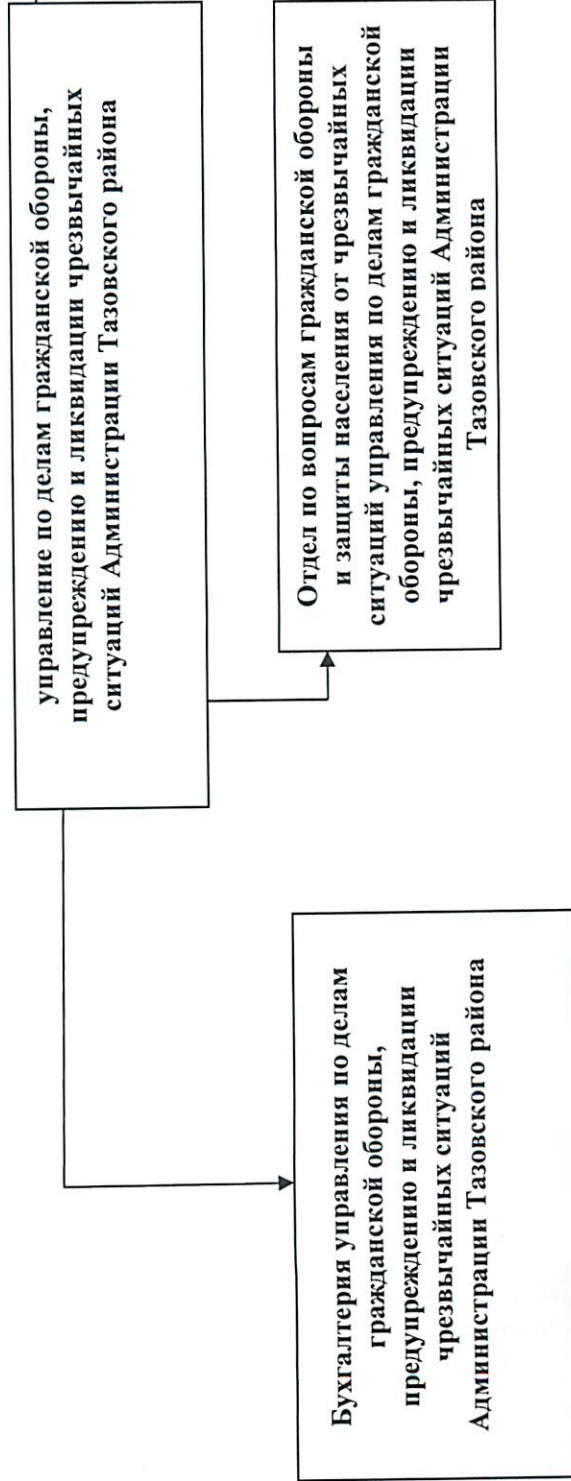 управление по делам гражданской обороны,
предупреждению и ликвидации чрезвычайных
ситуаций Администрации Тазовского района
Бухгалтерия управления по делам
гражданской обороны,
предупреждению и ликвидации
чрезвычайных ситуаций
Администрации Тазовского района
Отдел по вопросам гражданской обороны
и защиты населения от чрезвычайных
ситуаций управления по делам гражданской
обороны, предупреждению и ликвидации
чрезвычайных ситуаций Администрации
Тазовского района